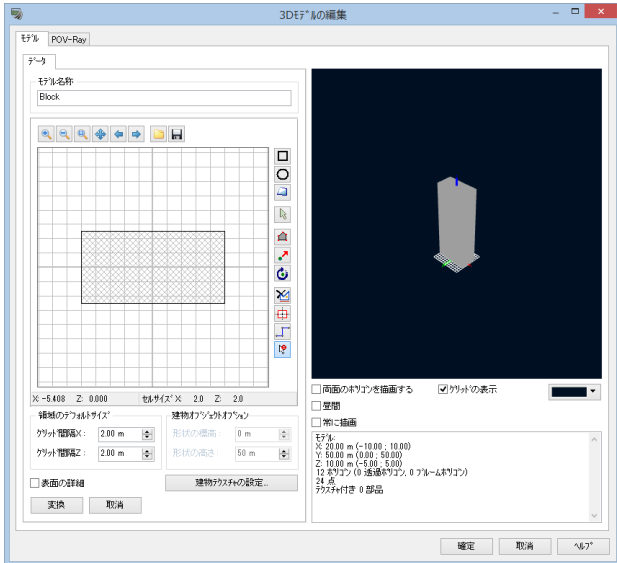 3Dﾓﾃﾞﾙの編集
ﾓﾃﾞﾙ POV-Ray
ﾃﾞｰﾀ
ﾓﾃﾞﾙ名称
Block
X: -5.408 Z: 0.000 ｾﾙｻｲｽﾞX: 2.0 Z: 2.0
領域のﾃﾞﾌｫﾙﾄｻｲｽﾞ
ｸﾞﾘｯﾄﾞ間隔X: 2.00 m
ｸﾞﾘｯﾄﾞ間隔Z: 2.00 m
建物ｵﾌﾞｼﾞｪｸﾄｵﾌﾟｼｮﾝ
形状の標高: 0 m
形状の高さ: 50 m
表面の詳細
建物ﾃｸｽﾁｬの設定...
変換 取消
両面のﾎﾟﾘｺﾞﾝを描画する ｸﾞﾘｯﾄﾞの表示
昼間
常に描画
ﾓﾃﾞﾙ:
X: 20.00 m (-10.00 ; 10.00)
Y: 50.00 m (0.00 ; 50.00)
Z: 10.00 m (-5.00 ; 5.00)
12 ﾎﾟﾘｺﾞﾝ (0 透過ﾎﾟﾘｺﾞﾝ, 0 ﾌﾟﾙｰﾑﾎﾟﾘｺﾞﾝ)
24 点
ﾃｸｽﾁｬ付き 0 部品
確定 取消 ﾍﾙﾌﾟ